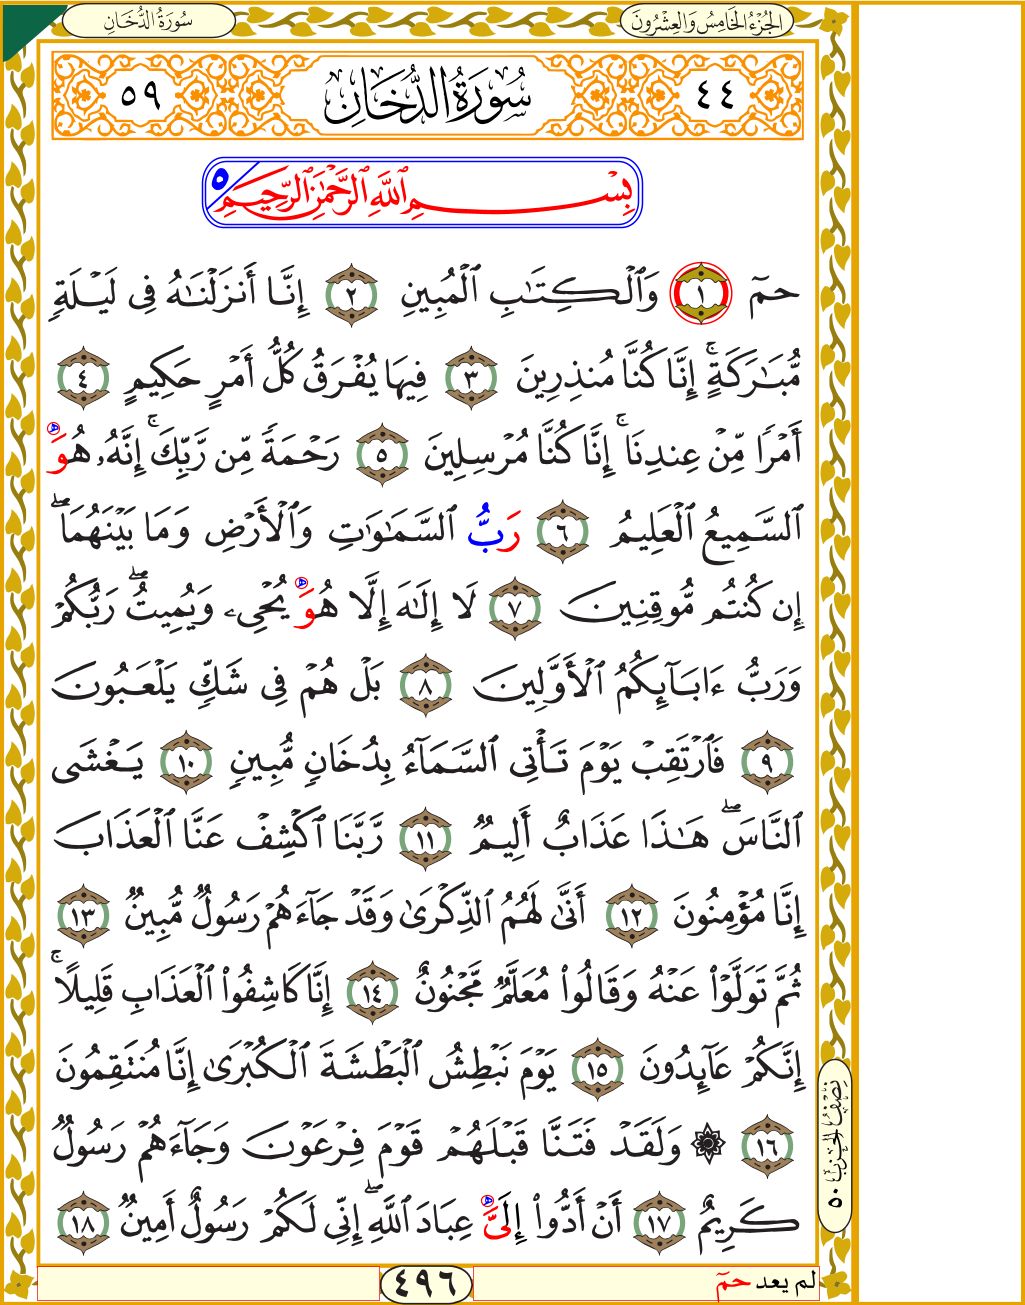 سُورَةُ الدُّخَانِ
الجُزْءُ الخَامِسُ وَالعِشْرُونَ
٤٤ سُورَةُ الدُّخَانِ ٥٩
بِسْمِ ٱللَّهِ ٱلرَّحْمَٰنِ ٱلرَّحِيمِ ٥
حمٓ ١ وَٱلْكِتَٰبِ ٱلْمُبِينِ ٢ إِنَّآ أَنزَلْنَٰهُ فِى لَيْلَةٍ
مُّبَٰرَكَةٍۚ إِنَّا كُنَّا مُنذِرِينَ ٣ فِيهَا يُفْرَقُ كُلُّ أَمْرٍ حَكِيمٍ ٤
أَمْرًا مِّنْ عِندِنَآۚ إِنَّا كُنَّا مُرْسِلِينَ ٥ رَحْمَةً مِّن رَّبِّكَۚ إِنَّهُۥ هُوَ
ٱلسَّمِيعُ ٱلْعَلِيمُ ٦ رَبُّ ٱلسَّمَٰوَٰتِ وَٱلْأَرْضِ وَمَا بَيْنَهُمَآۖ
إِن كُنتُم مُّوقِنِينَ ٧ لَآ إِلَٰهَ إِلَّا هُوَ يُحْىِۦ وَيُمِيتُۖ رَبُّكُمْ
وَرَبُّ ءَابَآئِكُمُ ٱلْأَوَّلِينَ ٨ بَلْ هُمْ فِى شَكٍّ يَلْعَبُونَ
٩ فَٱرْتَقِبْ يَوْمَ تَأْتِى ٱلسَّمَآءُ بِدُخَانٍ مُّبِينٍ ١٠ يَغْشَى
ٱلنَّاسَۖ هَٰذَا عَذَابٌ أَلِيمٌ ١١ رَّبَّنَا ٱكْشِفْ عَنَّا ٱلْعَذَابَ
إِنَّا مُؤْمِنُونَ ١٢ أَنَّىٰ لَهُمُ ٱلذِّكْرَىٰ وَقَدْ جَآءَهُمْ رَسُولٌ مُّبِينٌ ١٣
ثُمَّ تَوَلَّوْا۟ عَنْهُ وَقَالُوا۟ مُعَلَّمٌ مَّجْنُونٌ ١٤ إِنَّا كَاشِفُوا۟ ٱلْعَذَابِ قَلِيلًاۚ
إِنَّكُمْ عَآئِدُونَ ١٥ يَوْمَ نَبْطِشُ ٱلْبَطْشَةَ ٱلْكُبْرَىٰٓ إِنَّا مُنتَقِمُونَ
١٦ ۞ وَلَقَدْ فَتَنَّا قَبْلَهُمْ قَوْمَ فِرْعَوْنَ وَجَآءَهُمْ رَسُولٌ
كَرِيمٌ ١٧ أَنْ أَدُّوٓا۟ إِلَىَّ عِبَادَ ٱللَّهِۖ إِنِّى لَكُمْ رَسُولٌ أَمِينٌ ١٨
نِصْفُ الحِزْبِ ٥٠
لم يعد حمٓ
٤٩٦